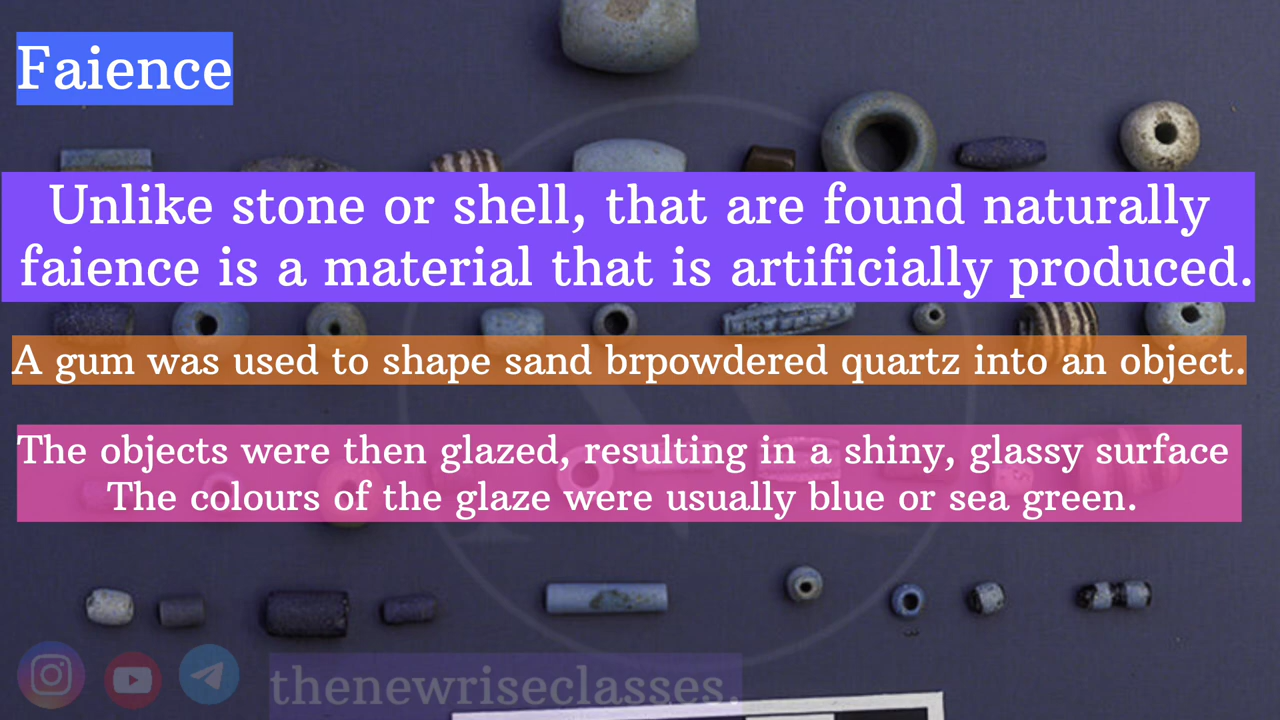 Faience
Unlike stone or shell, that are found naturally
faience is a material that is artificially produced.
A gum was used to shape sand brpowdered quartz into an object.
The objects were then glazed, resulting in a shiny, glassy surface
The colours of the glaze were usually blue or sea green.
thenewriseclasses.